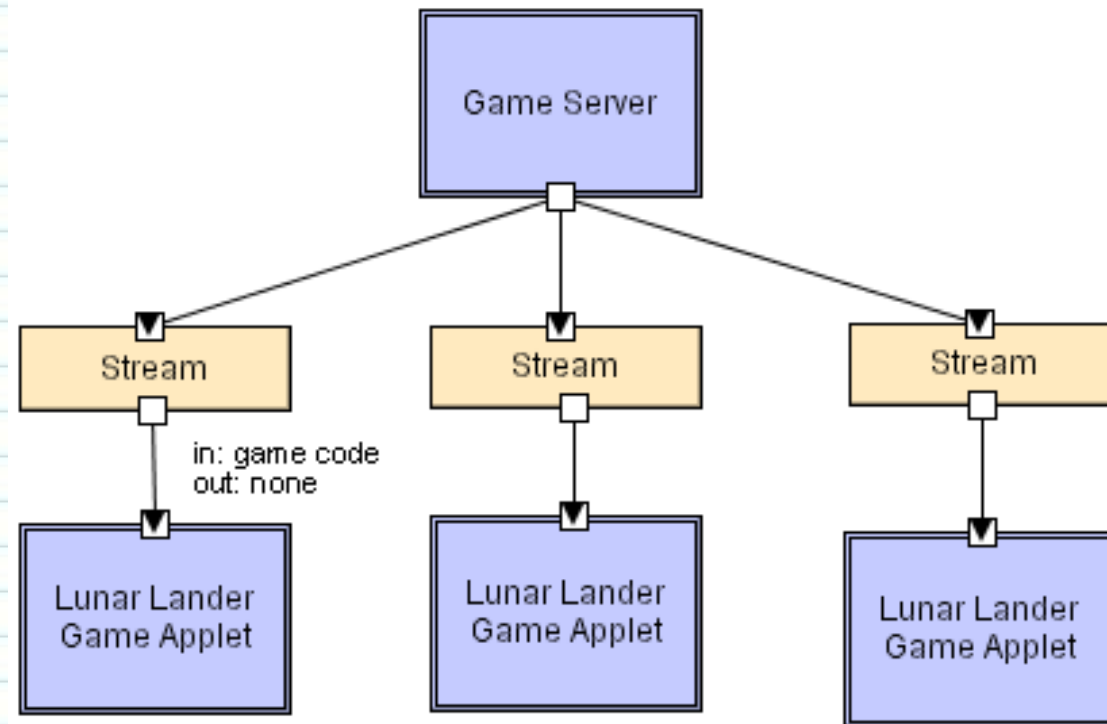 Game Server
Stream
Stream
Stream
in: game code
out: none
Lunar Lander
Game Applet
Lunar Lander
Game Applet
Lunar Lander
Game Applet